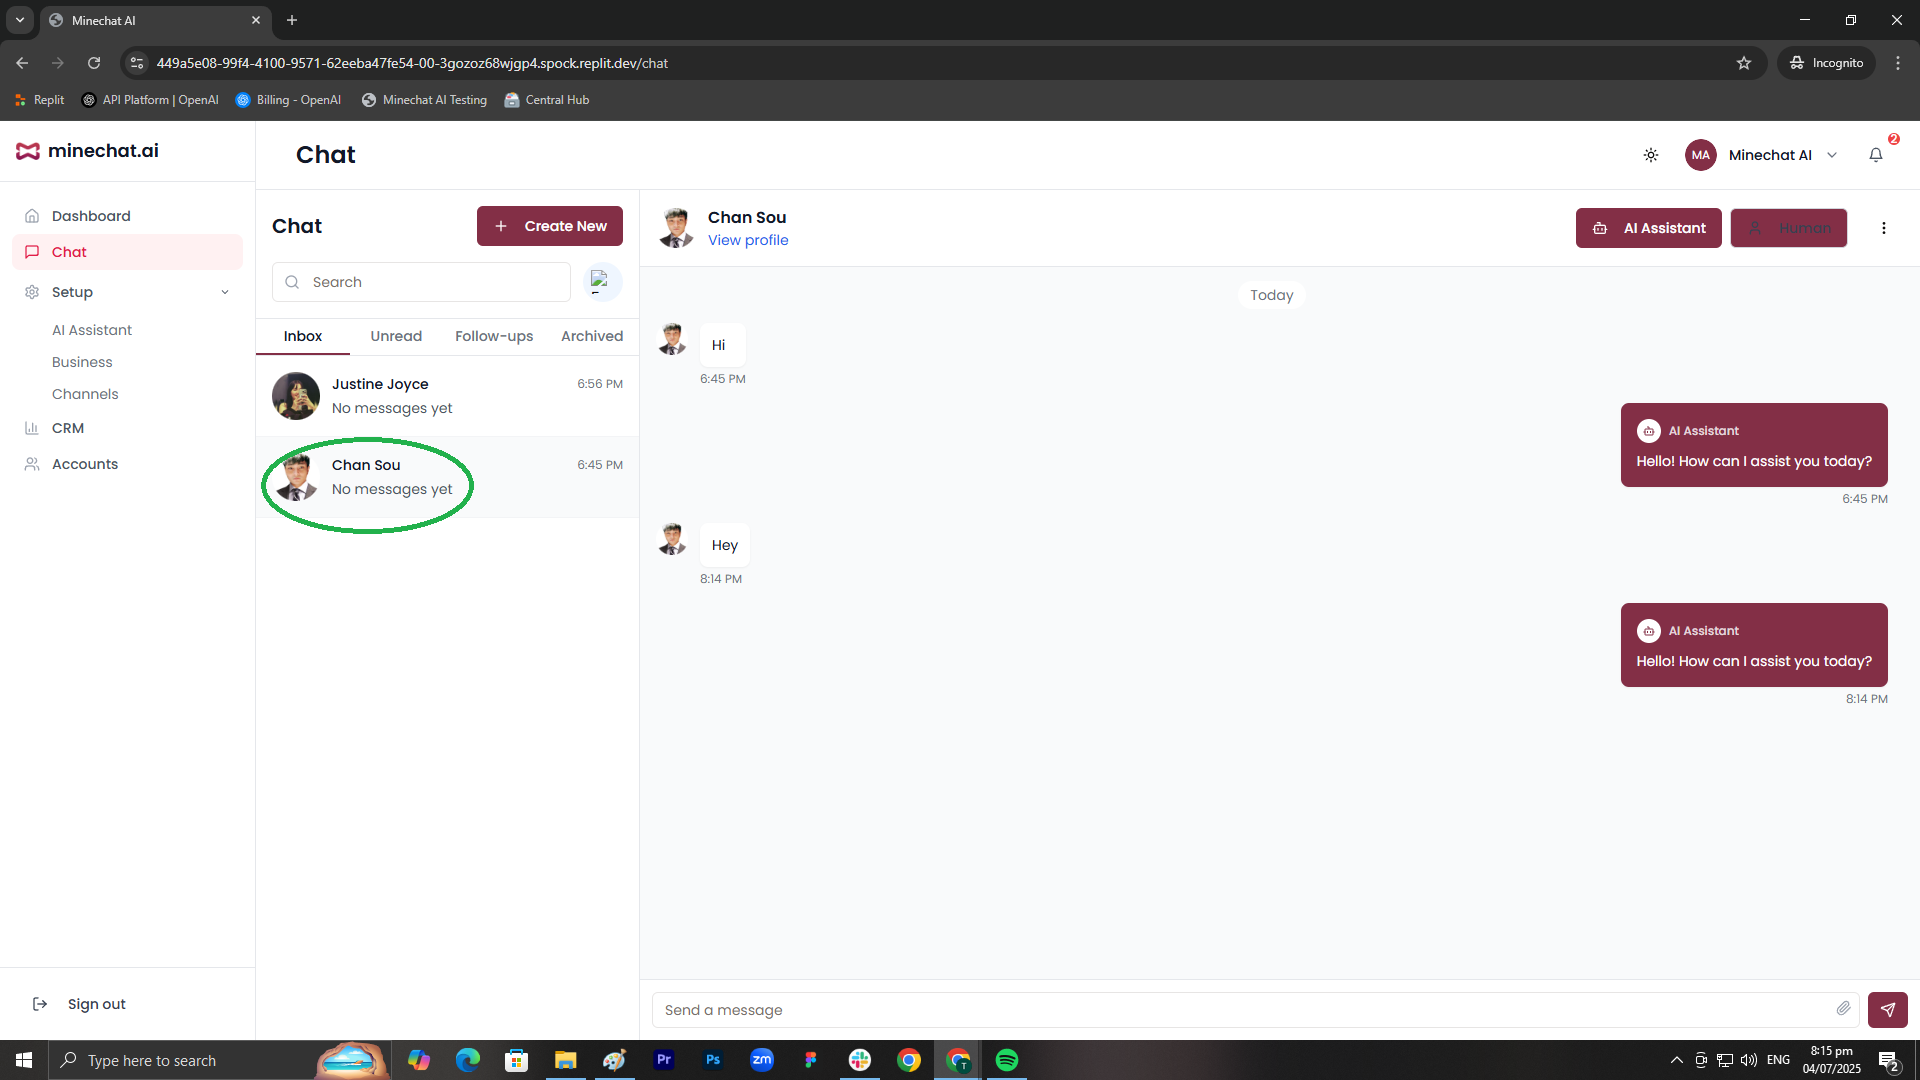 Minechat AI
449a5e08-99f4-4100-9571-62eeba47fe54-00-3gozoz68wjgp4.spock.replit.dev/chat
Incognito
Replit
API Platform | OpenAI
Billing - OpenAI
Minechat AI Testing
Central Hub
minechat.ai
Chat
MA
Minechat AI
2
Dashboard
Chat
Setup
AI Assistant
Business
Channels
CRM
Accounts
Sign out
Chat
Create New
Search
Inbox
Unread
Follow-ups
Archived
Justine Joyce
6:56 PM
No messages yet
Chan Sou
6:45 PM
No messages yet
Chan Sou
View profile
AI Assistant
Human
Today
Hi
6:45 PM
AI Assistant
Hello! How can I assist you today?
6:45 PM
Hey
8:14 PM
AI Assistant
Hello! How can I assist you today?
8:14 PM
Send a message
Type here to search
Pr
Ps
zm
T
ENG
8:15 pm
04/07/2025
2